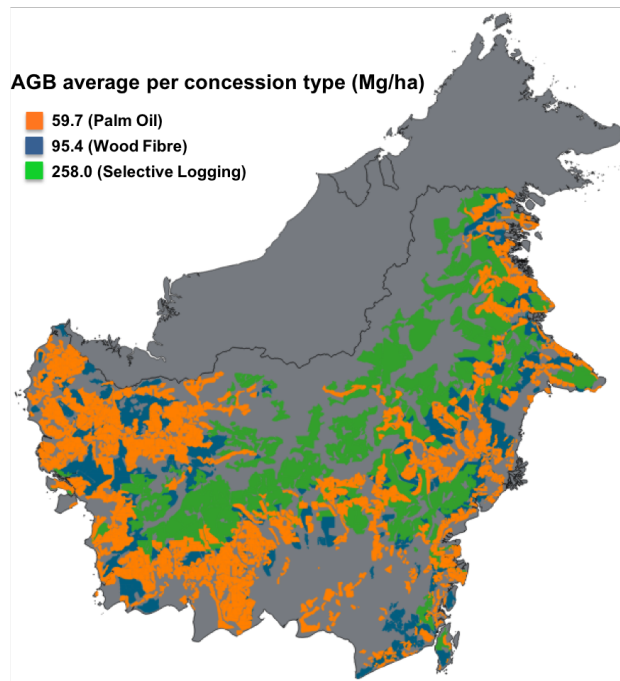 AGB average per concession type (Mg/ha)
59.7 (Palm Oil)
95.4 (Wood Fibre)
258.0 (Selective Logging)